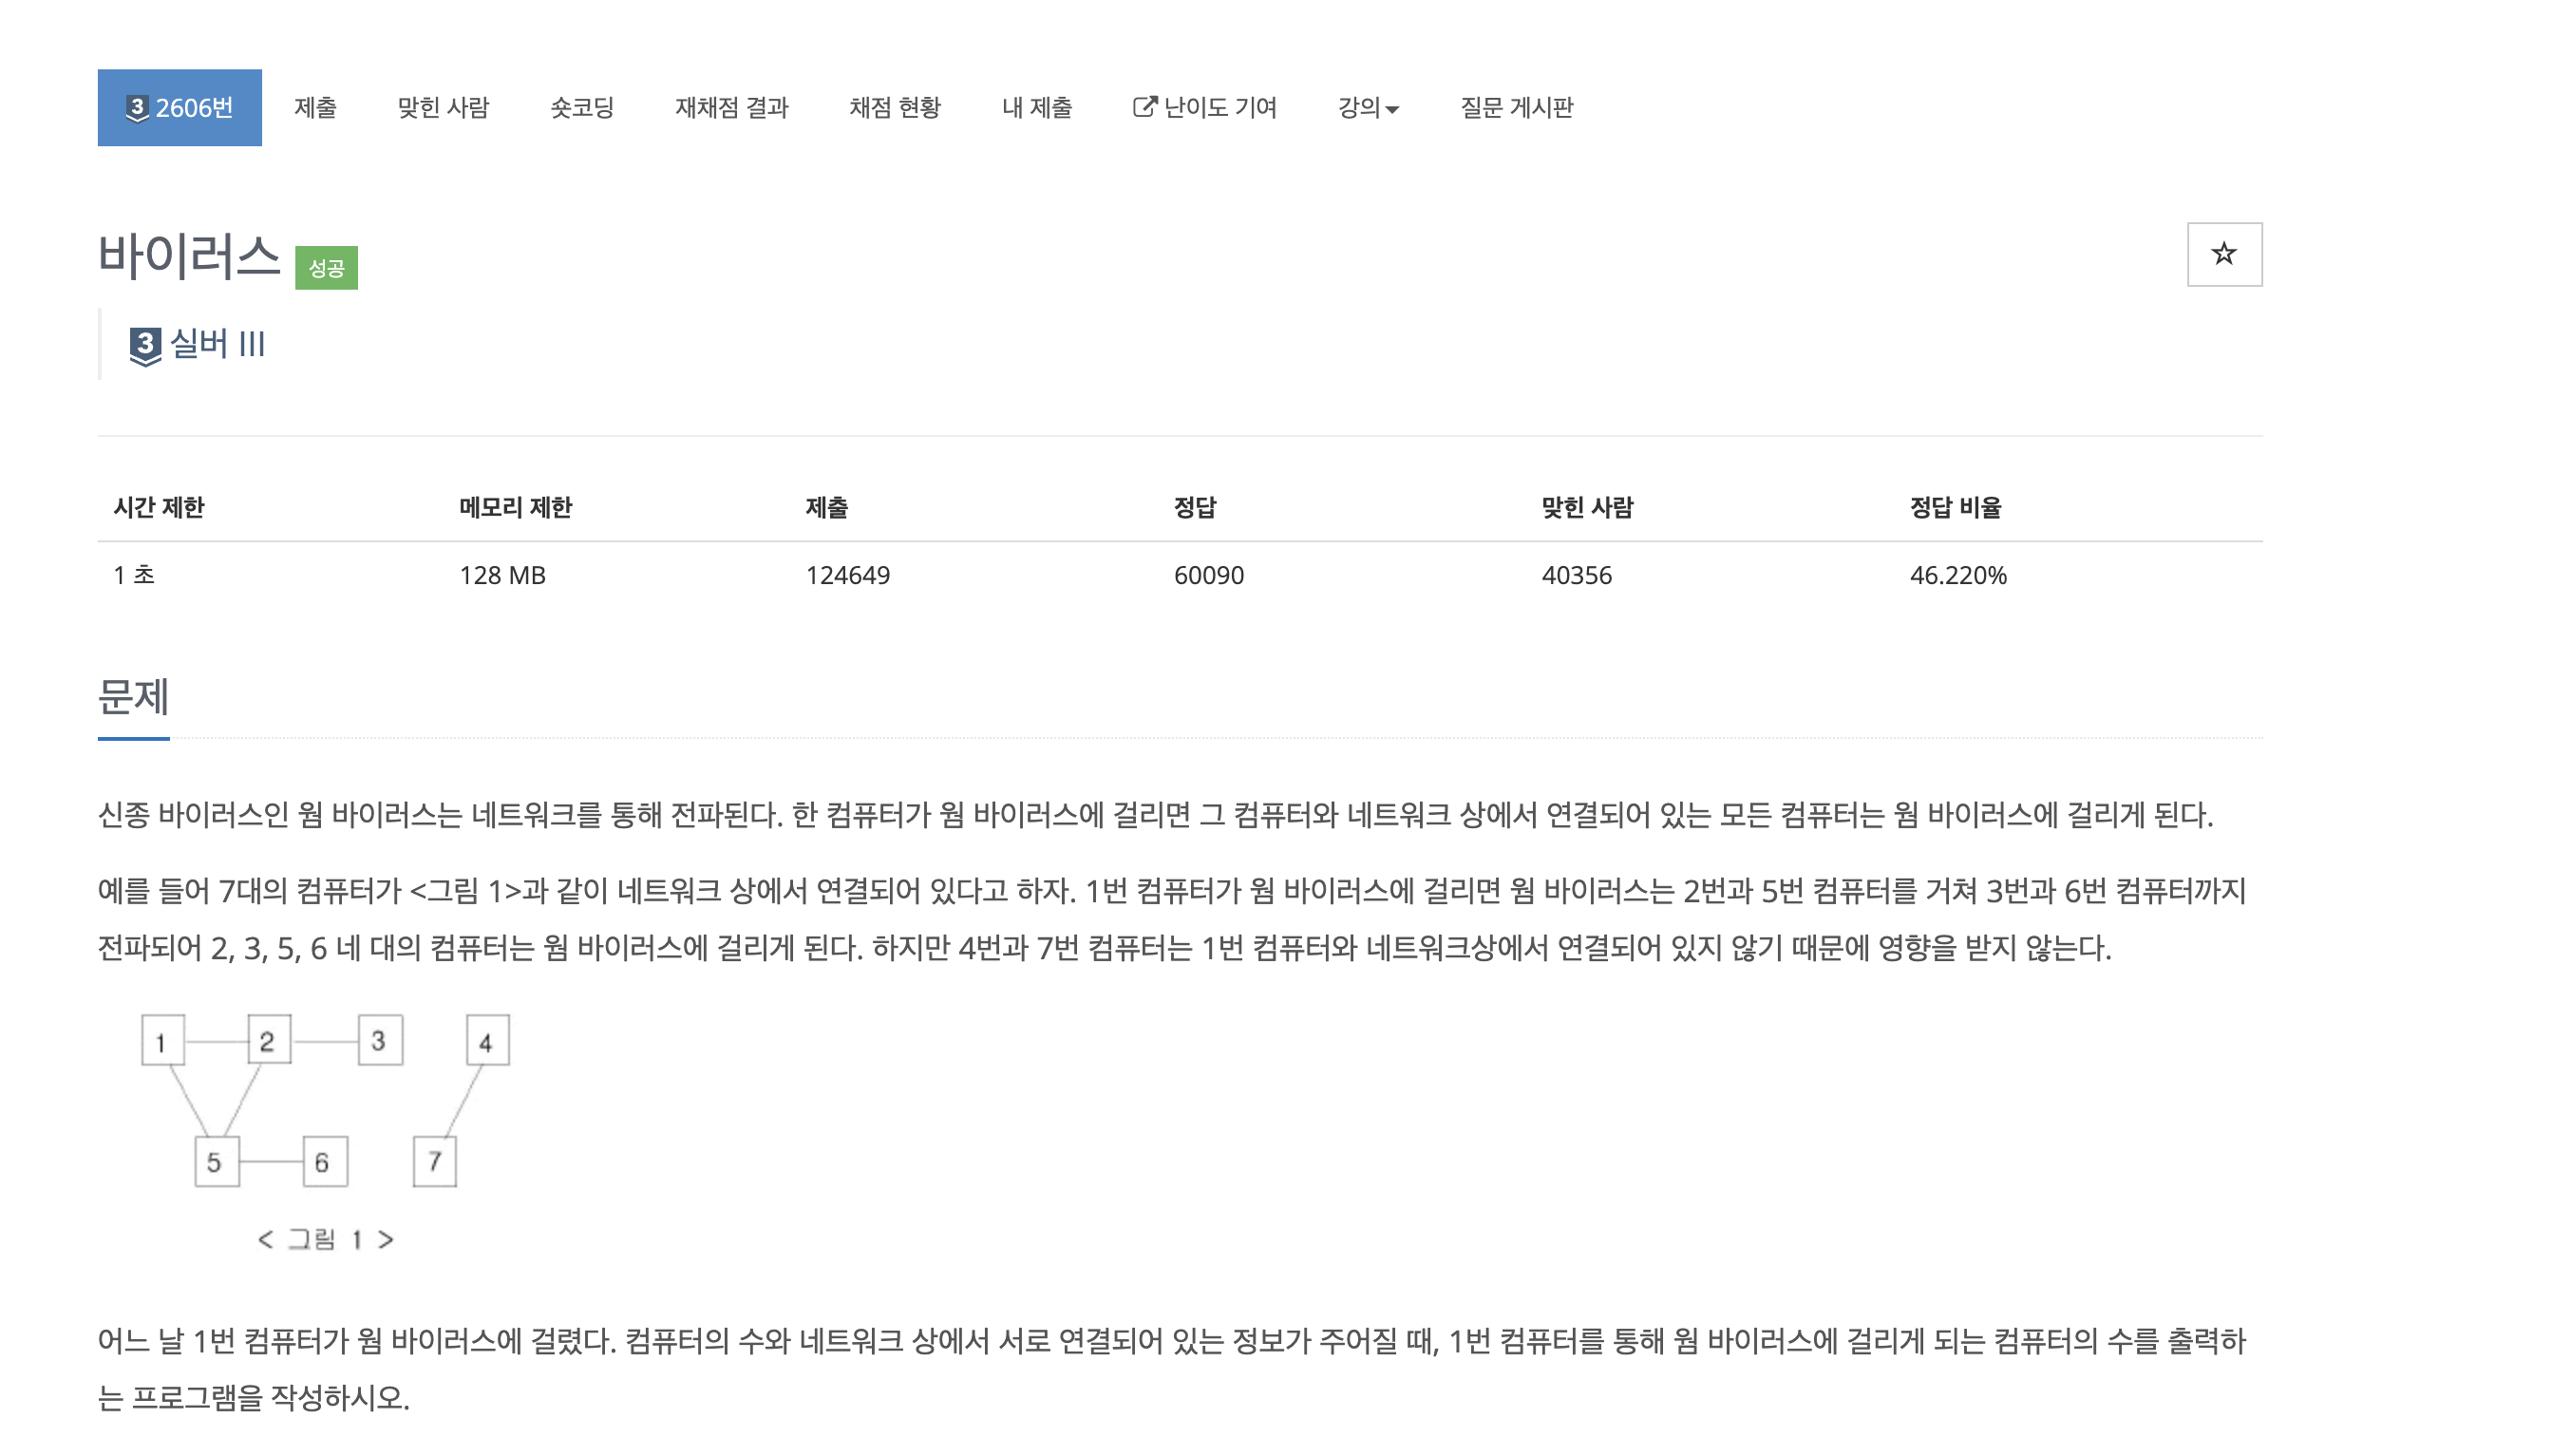 3 2606번 제출 맞힌 사람 숏코딩 재채점 결과 채점 현황 내 제출 난이도 기여 강의 질문 게시판
바이러스 성공
3 실버 III
시간 제한 메모리 제한 제출 정답 맞힌 사람 정답 비율
1 초 128 MB 124649 60090 40356 46.220%
문제
신종 바이러스인 웜 바이러스는 네트워크를 통해 전파된다. 한 컴퓨터가 웜 바이러스에 걸리면 그 컴퓨터와 네트워크 상에서 연결되어 있는 모든 컴퓨터는 웜 바이러스에 걸리게 된다.
예를 들어 7대의 컴퓨터가 <그림 1>과 같이 네트워크 상에서 연결되어 있다고 하자. 1번 컴퓨터가 웜 바이러스에 걸리면 웜 바이러스는 2번과 5번 컴퓨터를 거쳐 3번과 6번 컴퓨터까지
전파되어 2, 3, 5, 6 네 대의 컴퓨터는 웜 바이러스에 걸리게 된다. 하지만 4번과 7번 컴퓨터는 1번 컴퓨터와 네트워크상에서 연결되어 있지 않기 때문에 영향을 받지 않는다.
1 2 3 4
5 6 7
< 그림 1 >
어느 날 1번 컴퓨터가 웜 바이러스에 걸렸다. 컴퓨터의 수와 네트워크 상에서 서로 연결되어 있는 정보가 주어질 때, 1번 컴퓨터를 통해 웜 바이러스에 걸리게 되는 컴퓨터의 수를 출력하
는 프로그램을 작성하시오.